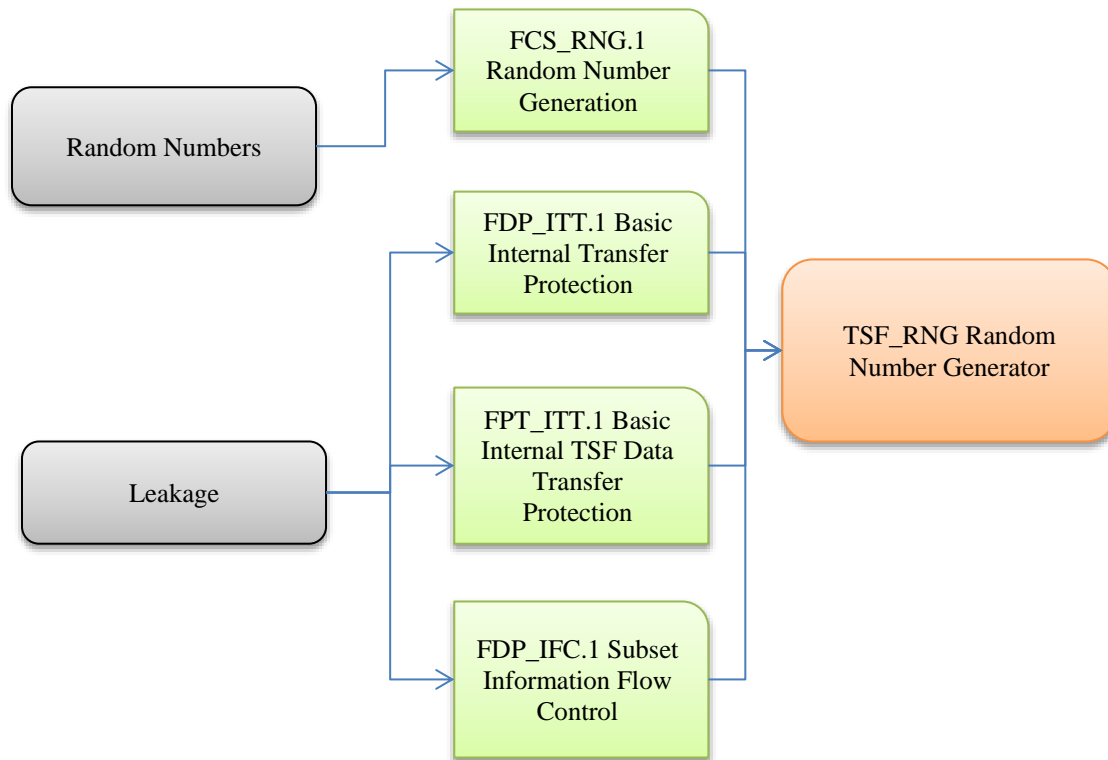 Random Numbers
Leakage
FCS_RNG.1
Random Number
Generation
FDP_ITT.1 Basic
Internal Transfer
Protection
FPT_ITT.1 Basic
Internal TSF Data
Transfer
Protection
FDP_IFC.1 Subset
Information Flow
Control
TSF_RNG Random
Number Generator